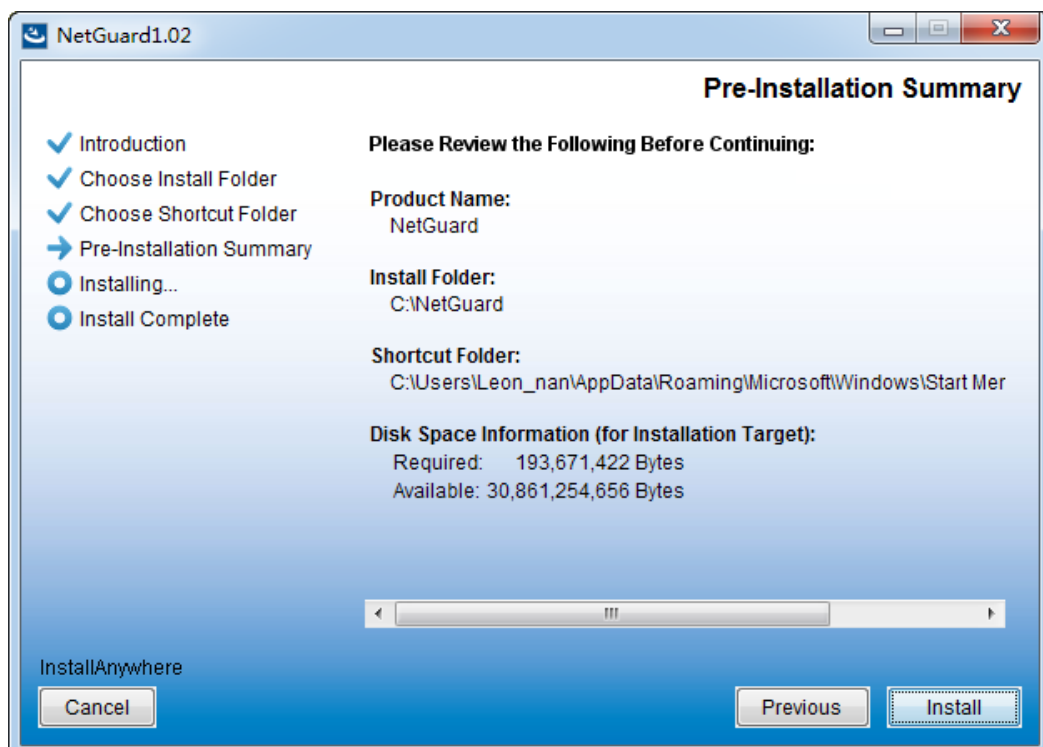 NetGuard1.02
Pre-Installation Summary
Introduction
Choose Install Folder
Choose Shortcut Folder
Pre-Installation Summary
Installing...
Install Complete
Please Review the Following Before Continuing:
Product Name:
NetGuard
Install Folder:
C:\NetGuard
Shortcut Folder:
C:\Users\Leon_nan\AppData\Roaming\Microsoft\Windows\Start Mer
Disk Space Information (for Installation Target):
Required: 193,671,422 Bytes
Available: 30,861,254,656 Bytes
InstallAnywhere
Cancel
Previous
Install